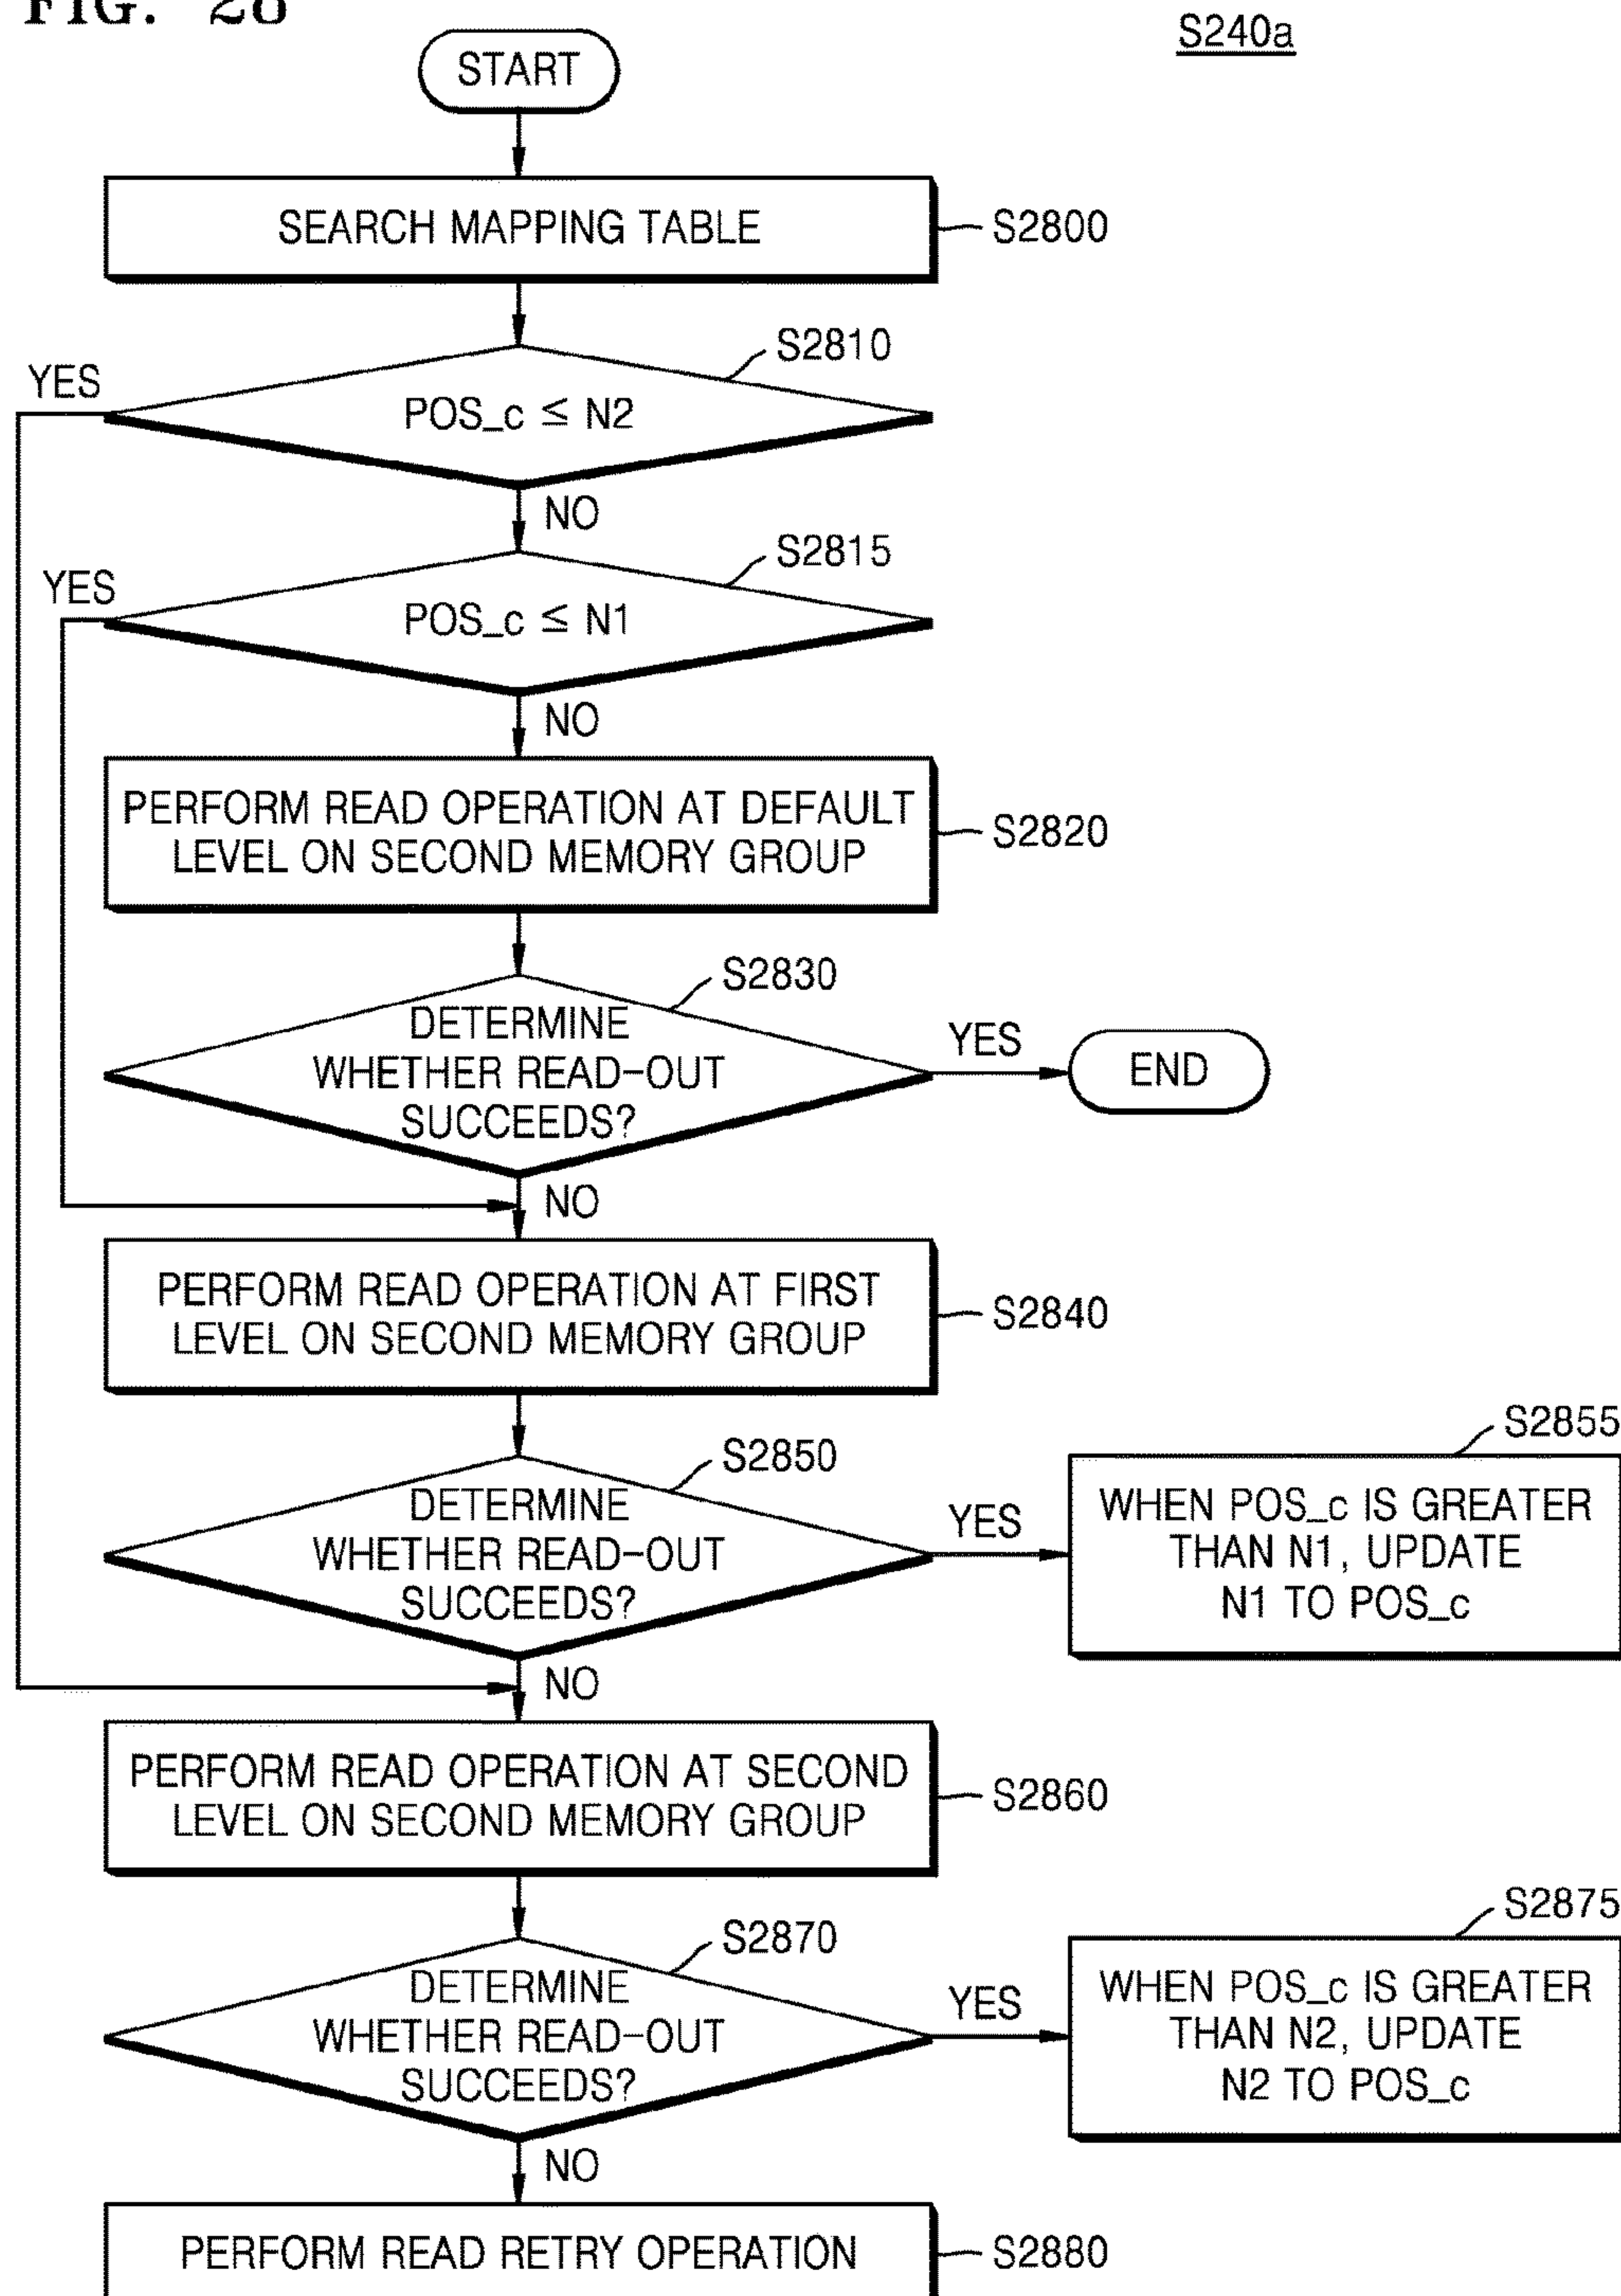 FIG. 28
S240a
START
SEARCH MAPPING TABLE
S2800
S2810
YES
POS_c ≤ N2
NO
S2815
YES
POS_c ≤ N1
NO
PERFORM READ OPERATION AT DEFAULT
LEVEL ON SECOND MEMORY GROUP
S2820
S2830
DETERMINE
WHETHER READ-OUT
SUCCEEDS?
YES
END
NO
PERFORM READ OPERATION AT FIRST
LEVEL ON SECOND MEMORY GROUP
S2840
S2850
DETERMINE
WHETHER READ-OUT
SUCCEEDS?
YES
S2855
WHEN POS_c IS GREATER
THAN N1, UPDATE
N1 TO POS_c
NO
PERFORM READ OPERATION AT SECOND
LEVEL ON SECOND MEMORY GROUP
S2860
S2870
DETERMINE
WHETHER READ-OUT
SUCCEEDS?
YES
S2875
WHEN POS_c IS GREATER
THAN N2, UPDATE
N2 TO POS_c
NO
PERFORM READ RETRY OPERATION
S2880